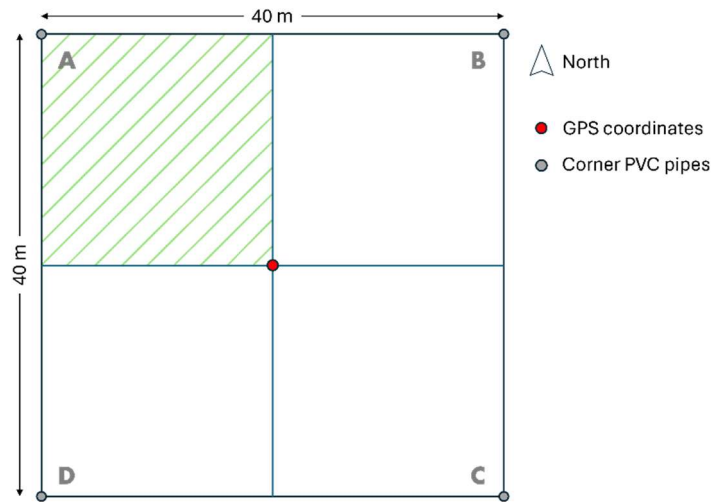 40 m
A
B
North
GPS coordinates
Corner PVC pipes
40 m
D
C